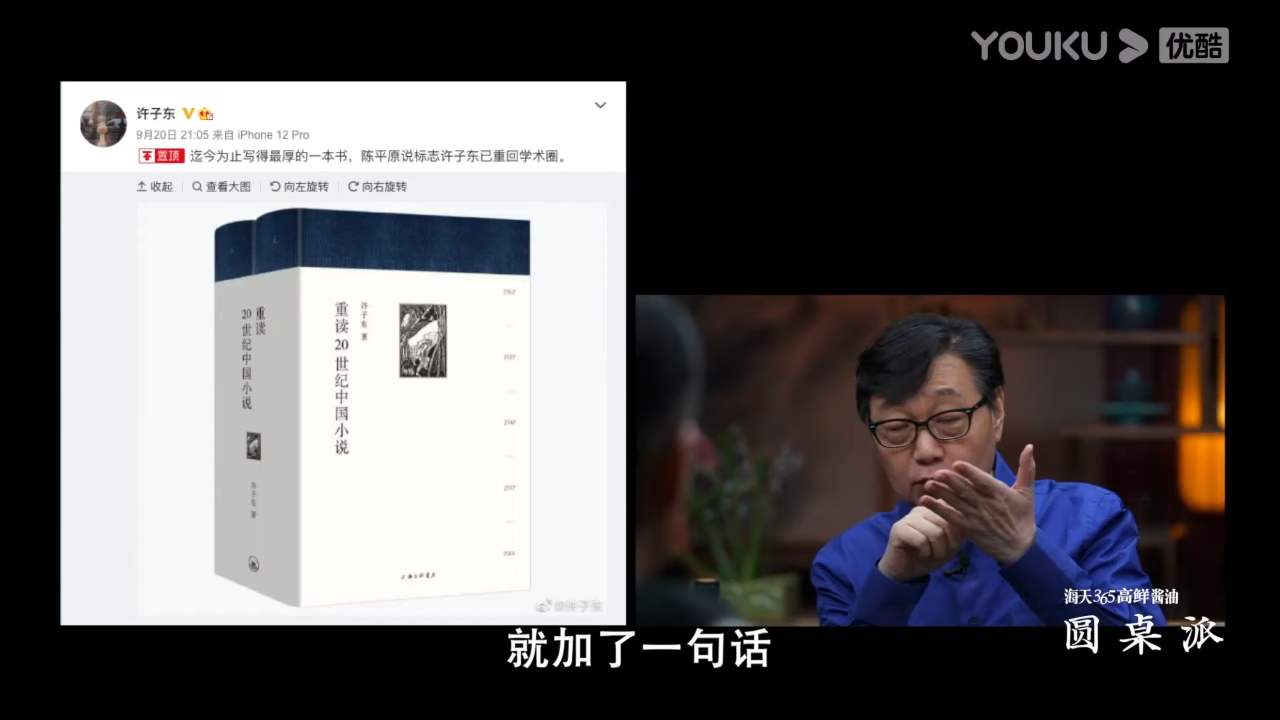 YOUKU 优酷
许子东
9月20日 21:05 来自 iPhone 12 Pro
置顶 迄今为止写得最厚的一本书，陈平原说标志许子东已重回学术圈。
收起 查看大图 向左旋转 向右旋转
重读
20世纪中国小说
许子东 著
重读20世纪中国小说
许子东 著
1902
@许子东
海天365高鲜酱油
圆桌派
就加了一句话